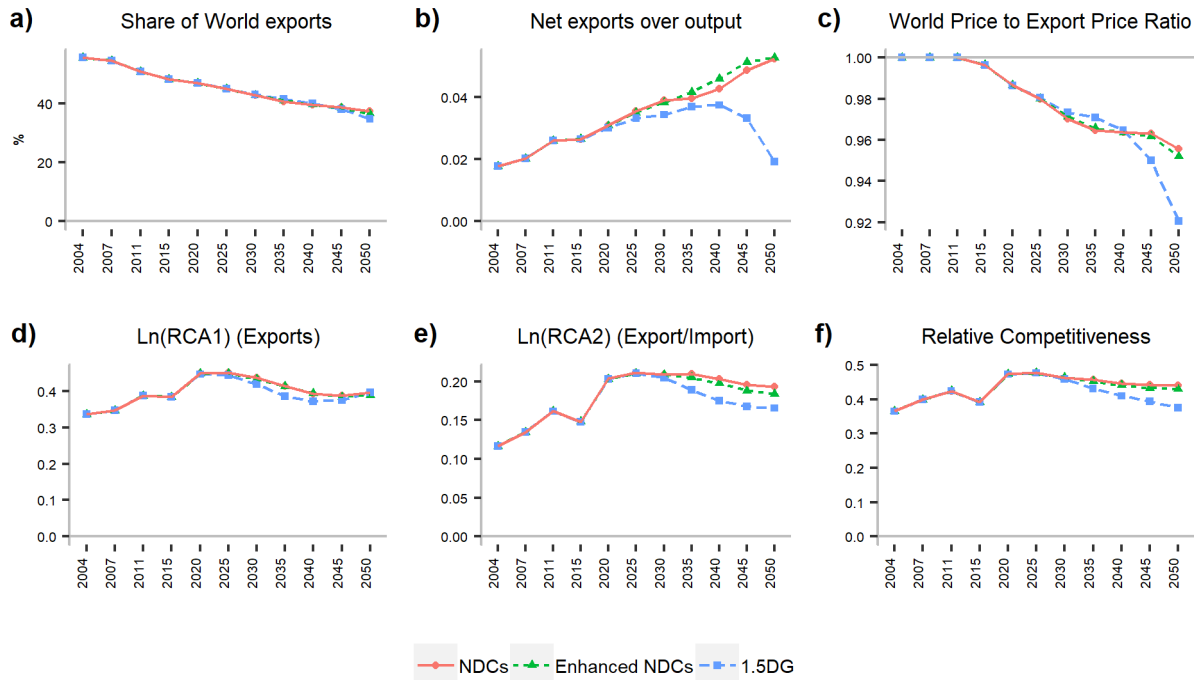 a) Share of World exports
%
40
20
0
2004 2007 2011 2015 2020 2025 2030 2035 2040 2045 2050
b) Net exports over output
0.04
0.02
0.00
2004 2007 2011 2015 2020 2025 2030 2035 2040 2045 2050
c) World Price to Export Price Ratio
1.00
0.98
0.96
0.94
0.92
2004 2007 2011 2015 2020 2025 2030 2035 2040 2045 2050
d) Ln(RCA1) (Exports)
0.4
0.3
0.2
0.1
0.0
2004 2007 2011 2015 2020 2025 2030 2035 2040 2045 2050
e) Ln(RCA2) (Export/Import)
0.20
0.15
0.10
0.05
0.00
2004 2007 2011 2015 2020 2025 2030 2035 2040 2045 2050
f) Relative Competitiveness
0.5
0.4
0.3
0.2
0.1
0.0
2004 2007 2011 2015 2020 2025 2030 2035 2040 2045 2050
NDCs Enhanced NDCs 1.5DG